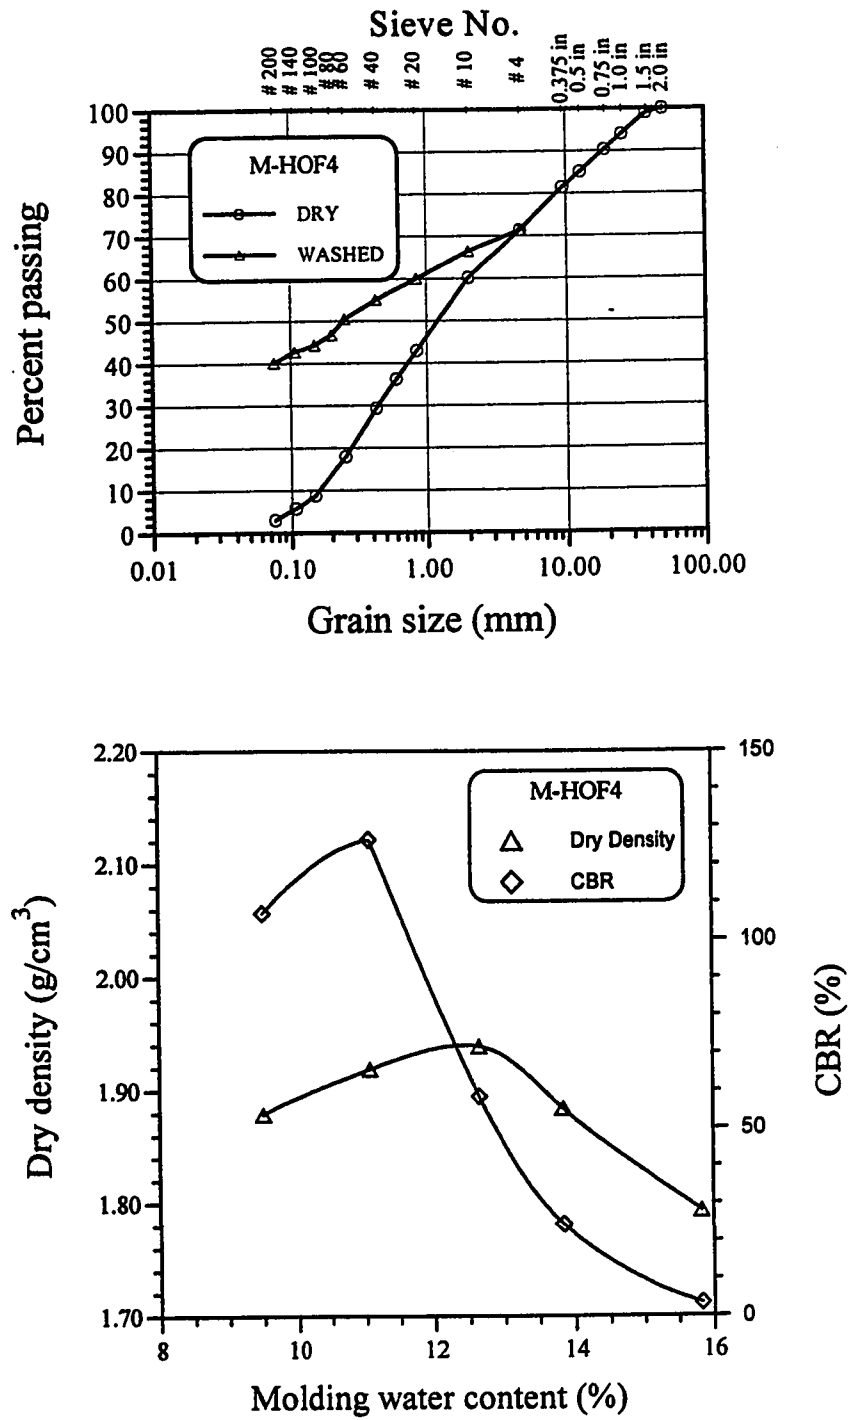 Sieve No.
# 200
# 140
# 100
# 80
# 60
# 40
# 20
# 10
# 4
0.375 in
0.5 in
0.75 in
1.0 in
1.5 in
2.0 in
100
90
80
70
60
50
40
30
20
10
0
Percent passing
M-HOF4
DRY
WASHED
0.01
0.10
1.00
10.00
100.00
Grain size (mm)
2.20
2.10
2.00
1.90
1.80
1.70
Dry density (g/cm³)
M-HOF4
Dry Density
CBR
150
100
50
0
CBR (%)
8
10
12
14
16
Molding water content (%)